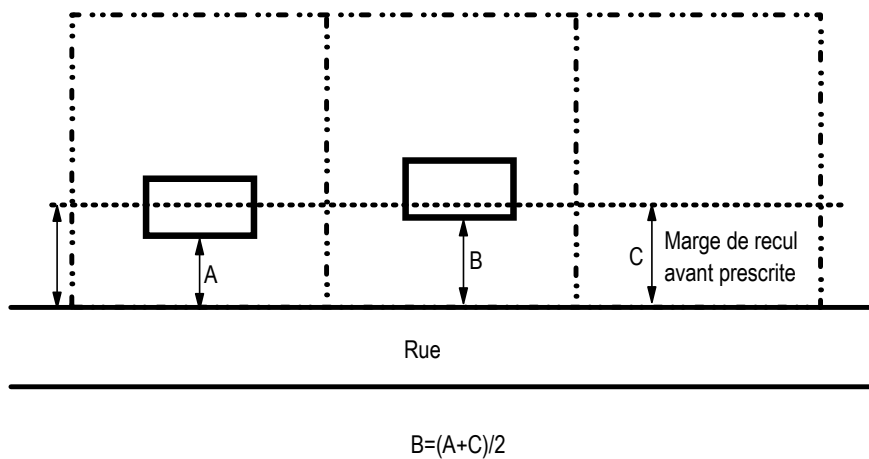 A
B
C
Marge de recul
avant prescrite
Rue
B=(A+C)/2